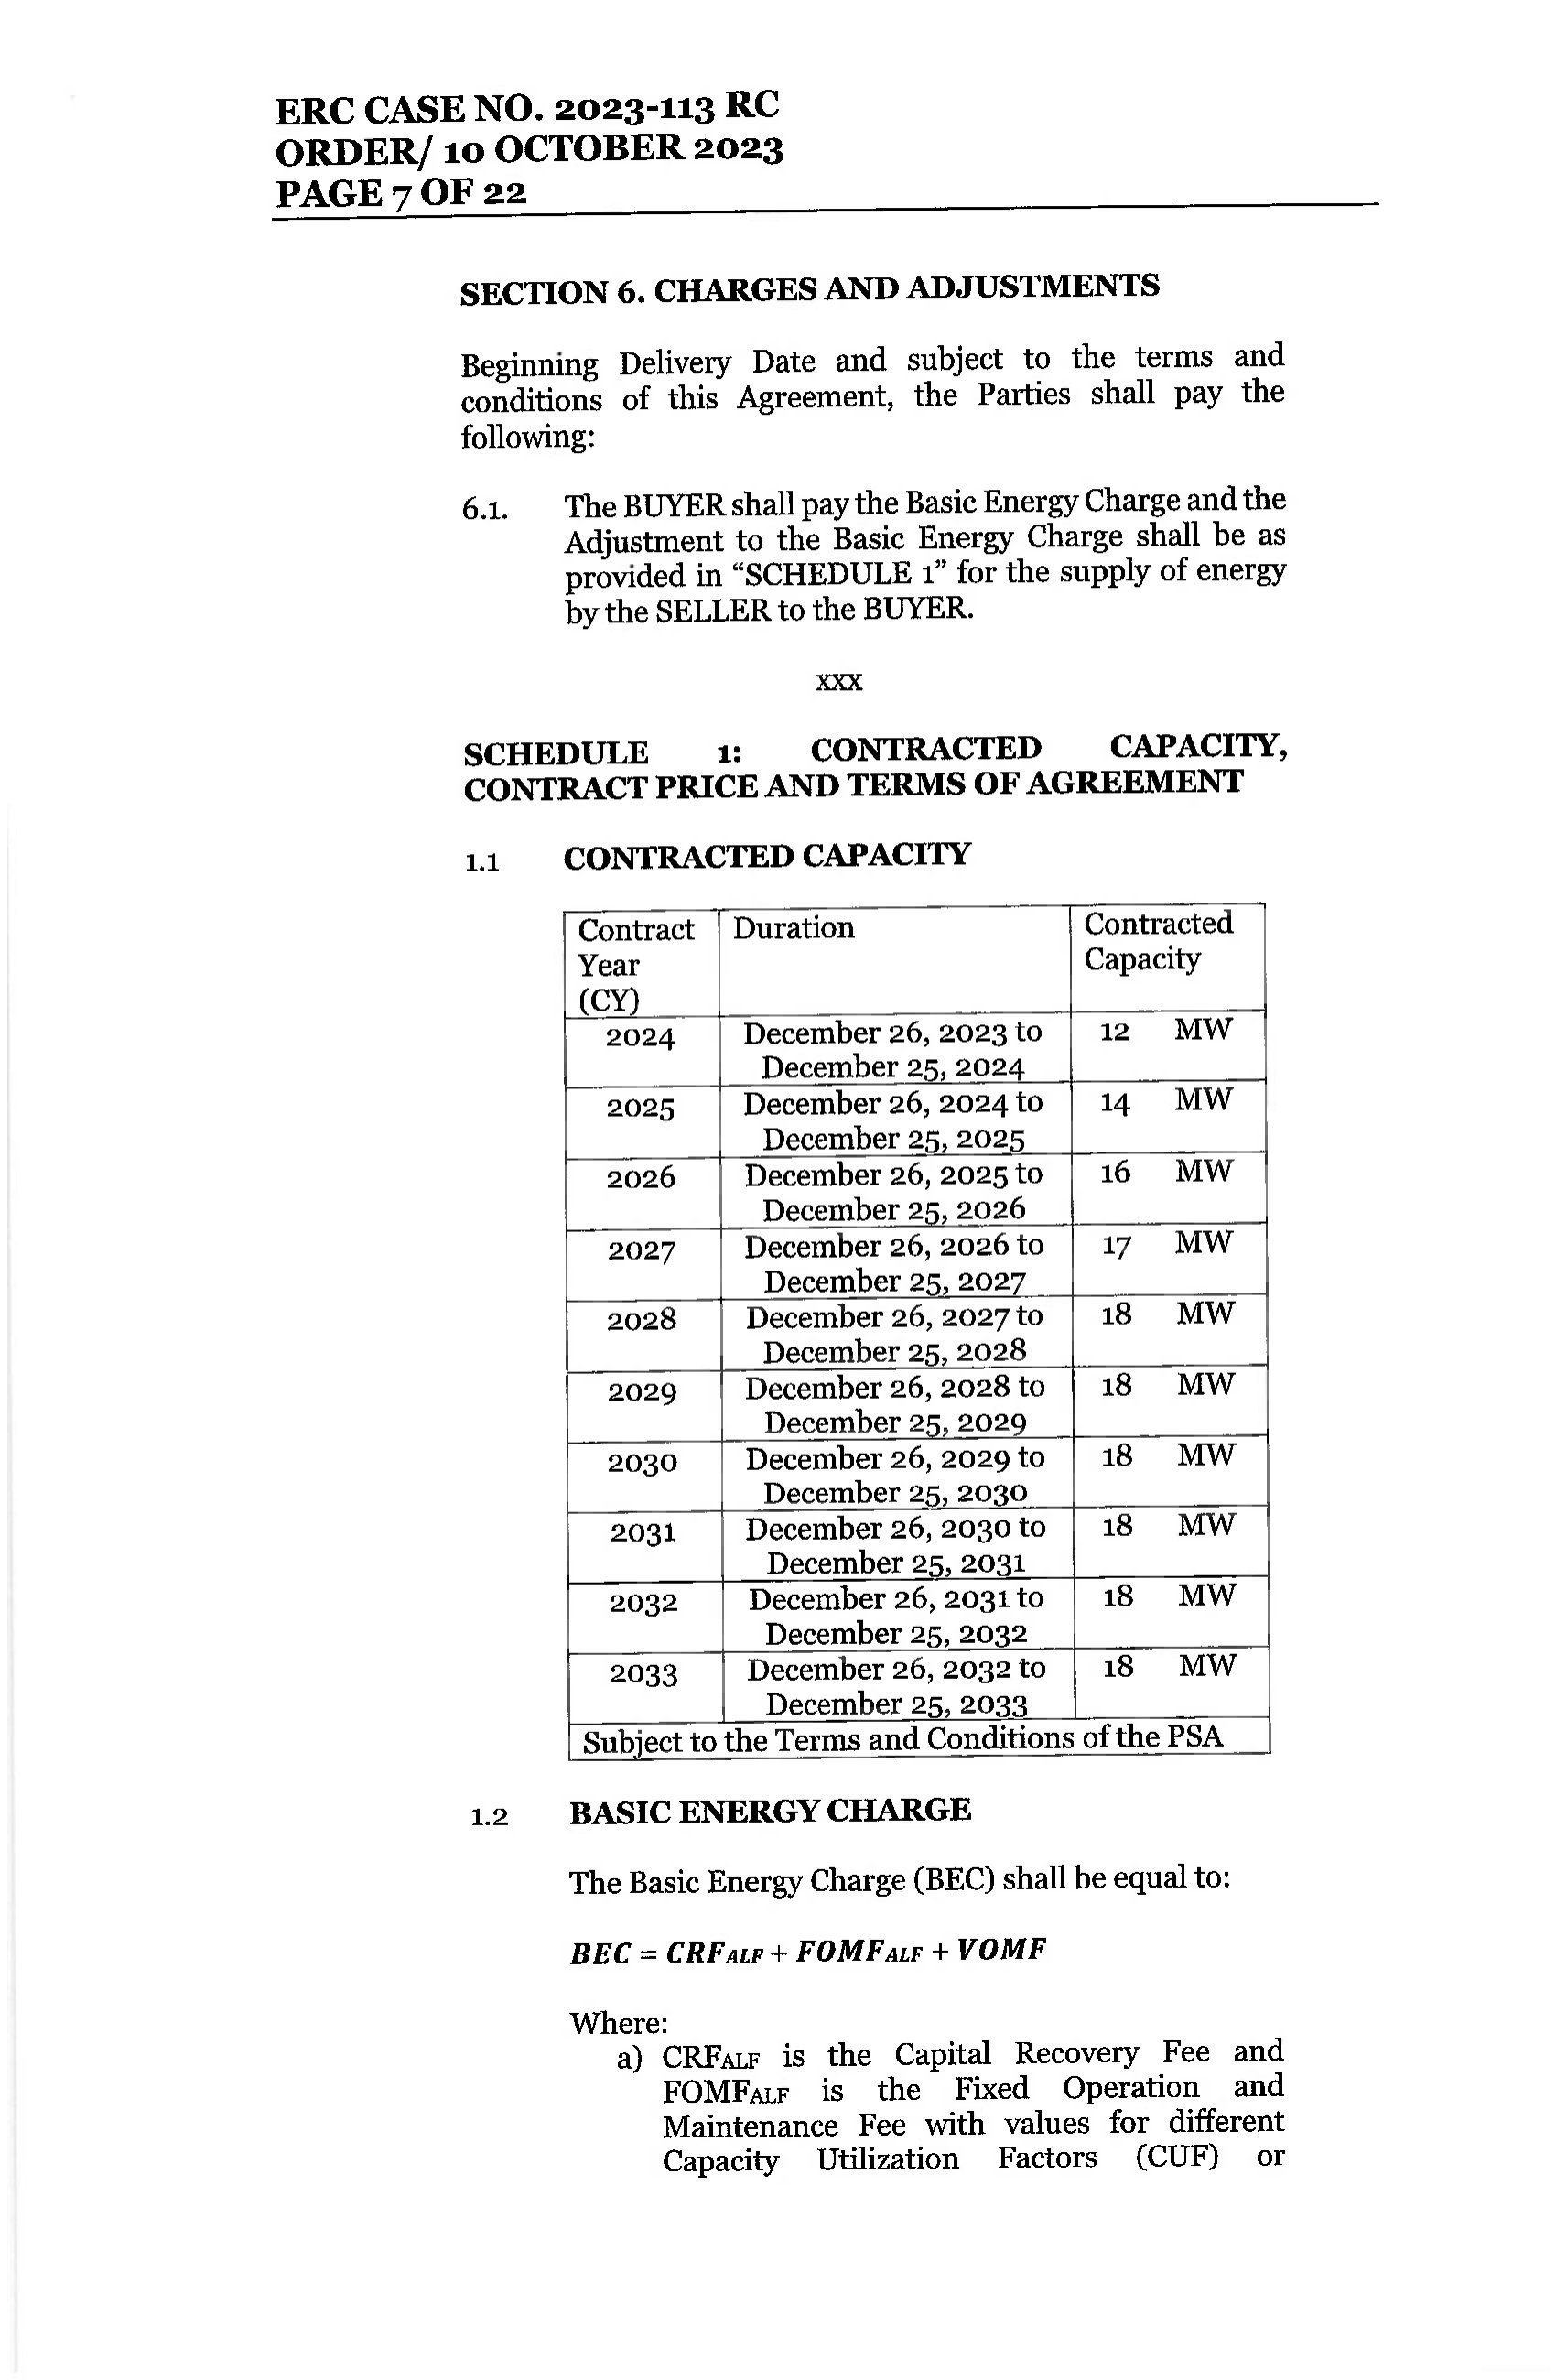 ERC CASE NO. 2023-113 RC
ORDER/ 10 OCTOBER 2023
PAGE 7 OF 22
SECTION 6. CHARGES AND ADJUSTMENTS
Beginning Delivery Date and subject to the terms and
conditions of this Agreement, the Parties shall pay the
following:
6.1. The BUYER shall pay the Basic Energy Charge and the
Adjustment to the Basic Energy Charge shall be as
provided in “SCHEDULE 1” for the supply of energy
by the SELLER to the BUYER.
xxx
SCHEDULE 1: CONTRACTED CAPACITY,
CONTRACT PRICE AND TERMS OF AGREEMENT
1.1 CONTRACTED CAPACITY
Contract Duration Contracted
Year Capacity
(CY)
2024 December 26, 2023 to 12 MW
December 25, 2024
2025 December 26, 2024 to 14 MW
December 25, 2025
2026 December 26, 2025 to 16 MW
December 25, 2026
2027 December 26, 2026 to 17 MW
December 25, 2027
2028 December 26, 2027 to 18 MW
December 25, 2028
2029 December 26, 2028 to 18 MW
December 25, 2029
2030 December 26, 2029 to 18 MW
December 25, 2030
2031 December 26, 2030 to 18 MW
December 25, 2031
2032 December 26, 2031 to 18 MW
December 25, 2032
2033 December 26, 2032 to 18 MW
December 25, 2033
Subject to the Terms and Conditions of the PSA
1.2 BASIC ENERGY CHARGE
The Basic Energy Charge (BEC) shall be equal to:
BEC = CRFALF + FOMFALF + VOMF
Where:
a) CRFALF is the Capital Recovery Fee and
FOMFALF is the Fixed Operation and
Maintenance Fee with values for different
Capacity Utilization Factors (CUF) or